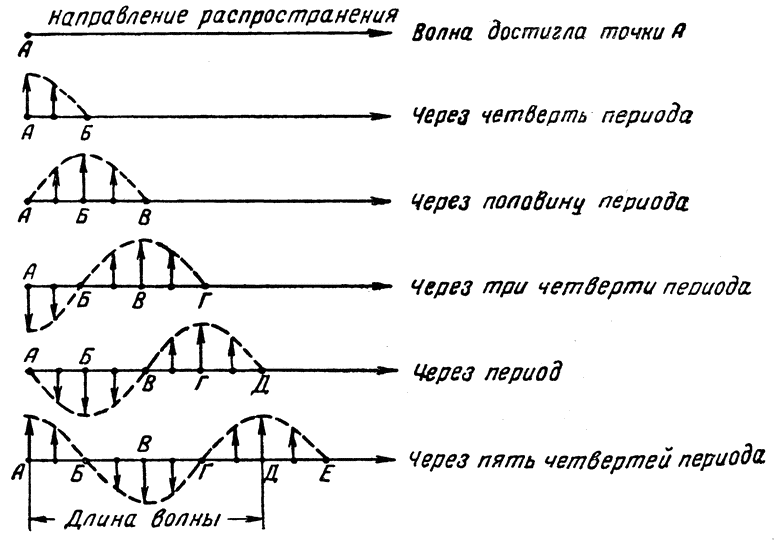 направление распространения
А
Волна достигла точки А
А Б
Через четверть периода
А Б В
Через половину периода
А
Б В Г
Через три четверти периода
А Б
В Г Д
Через период
В
А Б Г Д Е
Через пять четвертей периода
Длина волны